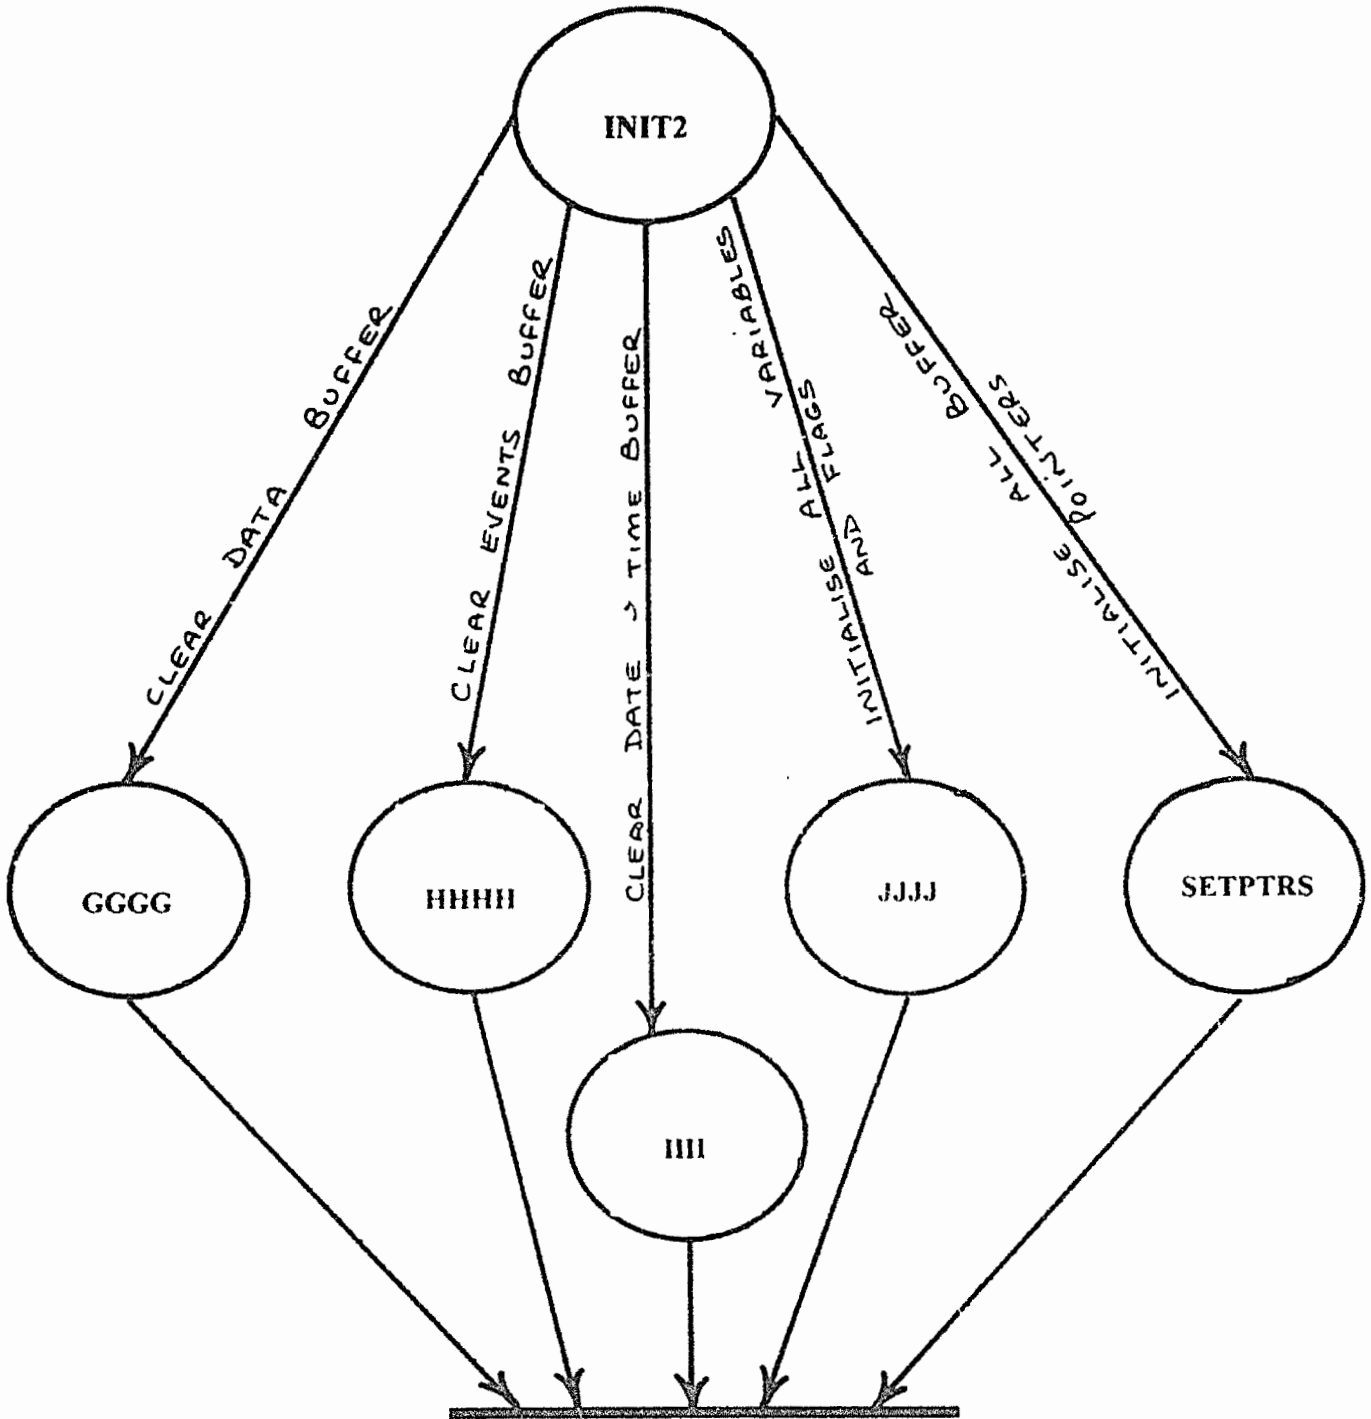 INIT2
CLEAR DATA BUFFER
CLEAR EVENTS BUFFER
CLEAR DATE & TIME BUFFER
INITIALISE ALL VARIABLES
AND FLAGS
INITIALISE ALL BUFFER
POINTERS
GGGG
HHHH
JJJJ
SETPTRS
IIII